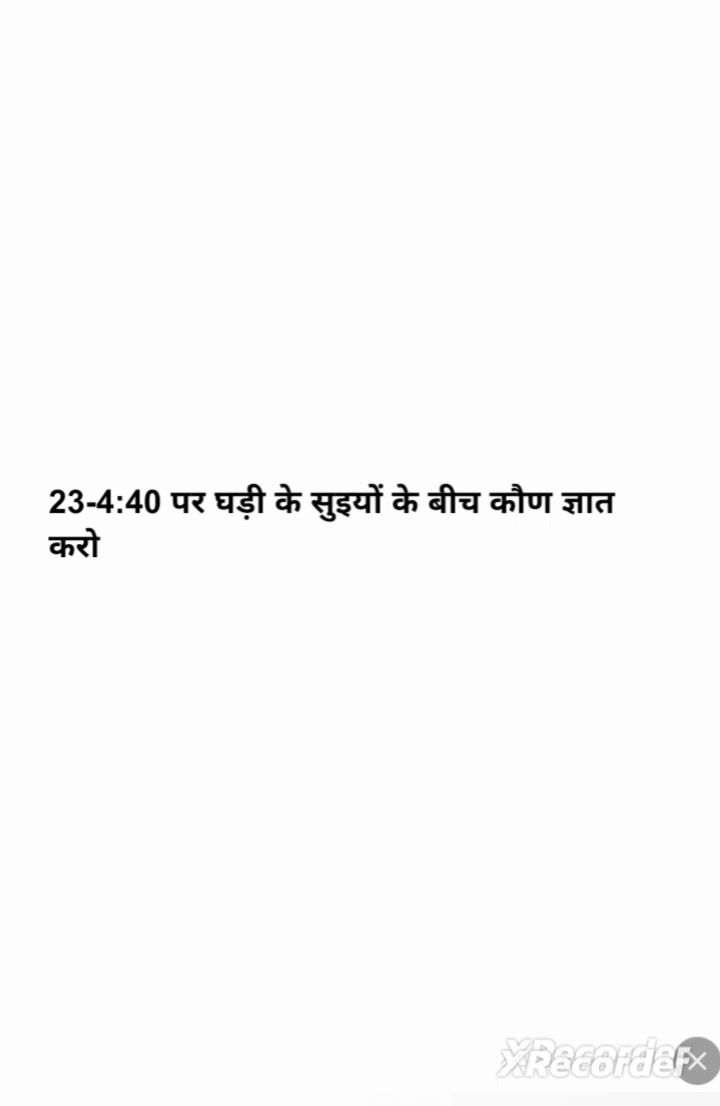 23-4:40 पर घड़ी के सुइयों के बीच कौण ज्ञात
करो
XRecorder